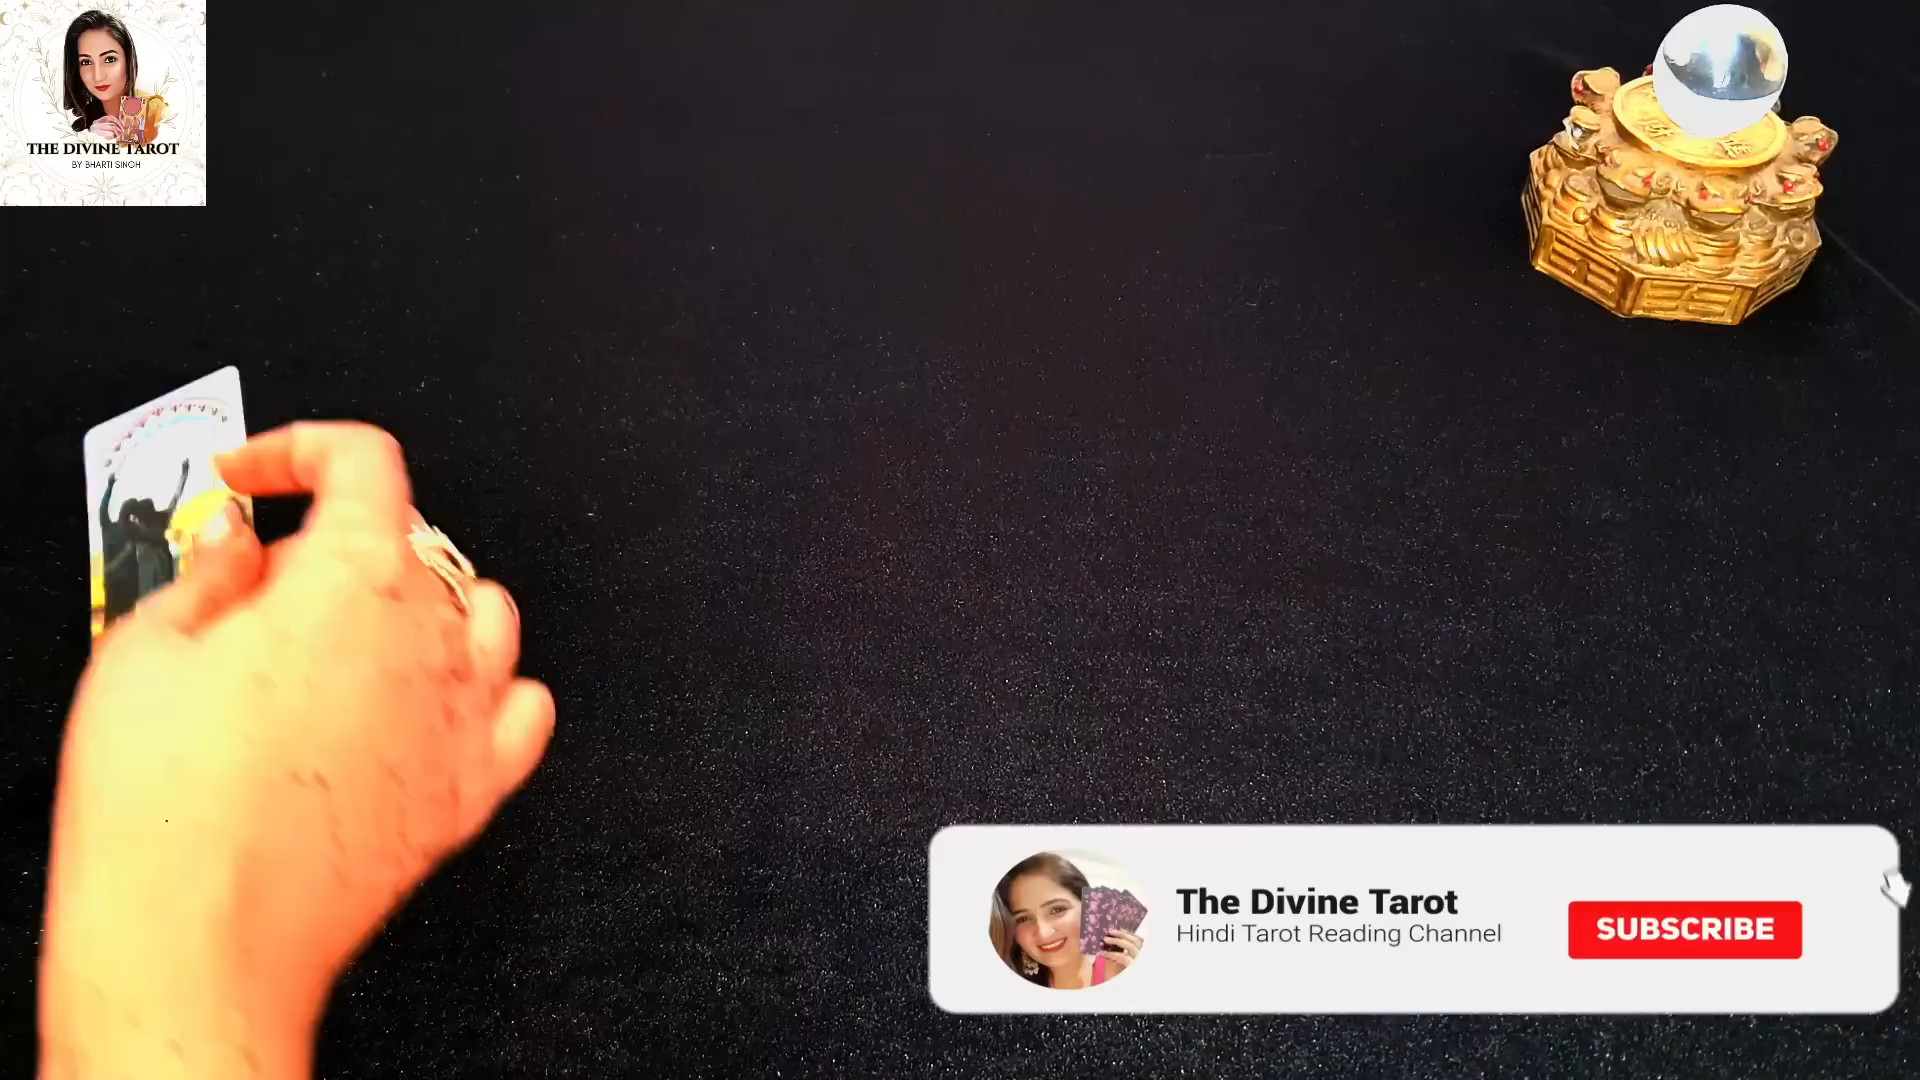 THE DIVINE TAROT
BY BHARTI SINGH
The Divine Tarot
Hindi Tarot Reading Channel
SUBSCRIBE